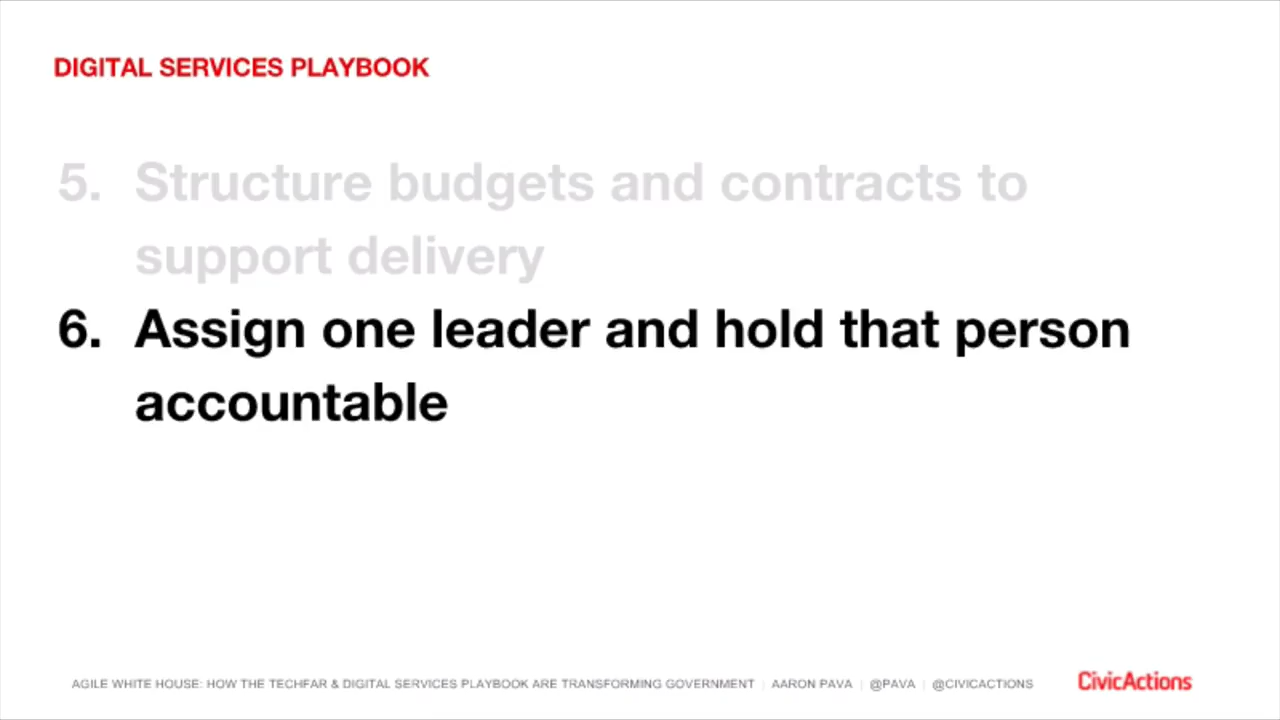 DIGITAL SERVICES PLAYBOOK
5. Structure budgets and contracts to
support delivery
6. Assign one leader and hold that person
accountable
AGILE WHITE HOUSE: HOW THE TECHFAR & DIGITAL SERVICES PLAYBOOK ARE TRANSFORMING GOVERNMENT | AARON PAVA | @PAVA | @CIVICACTIONS
CivicActions